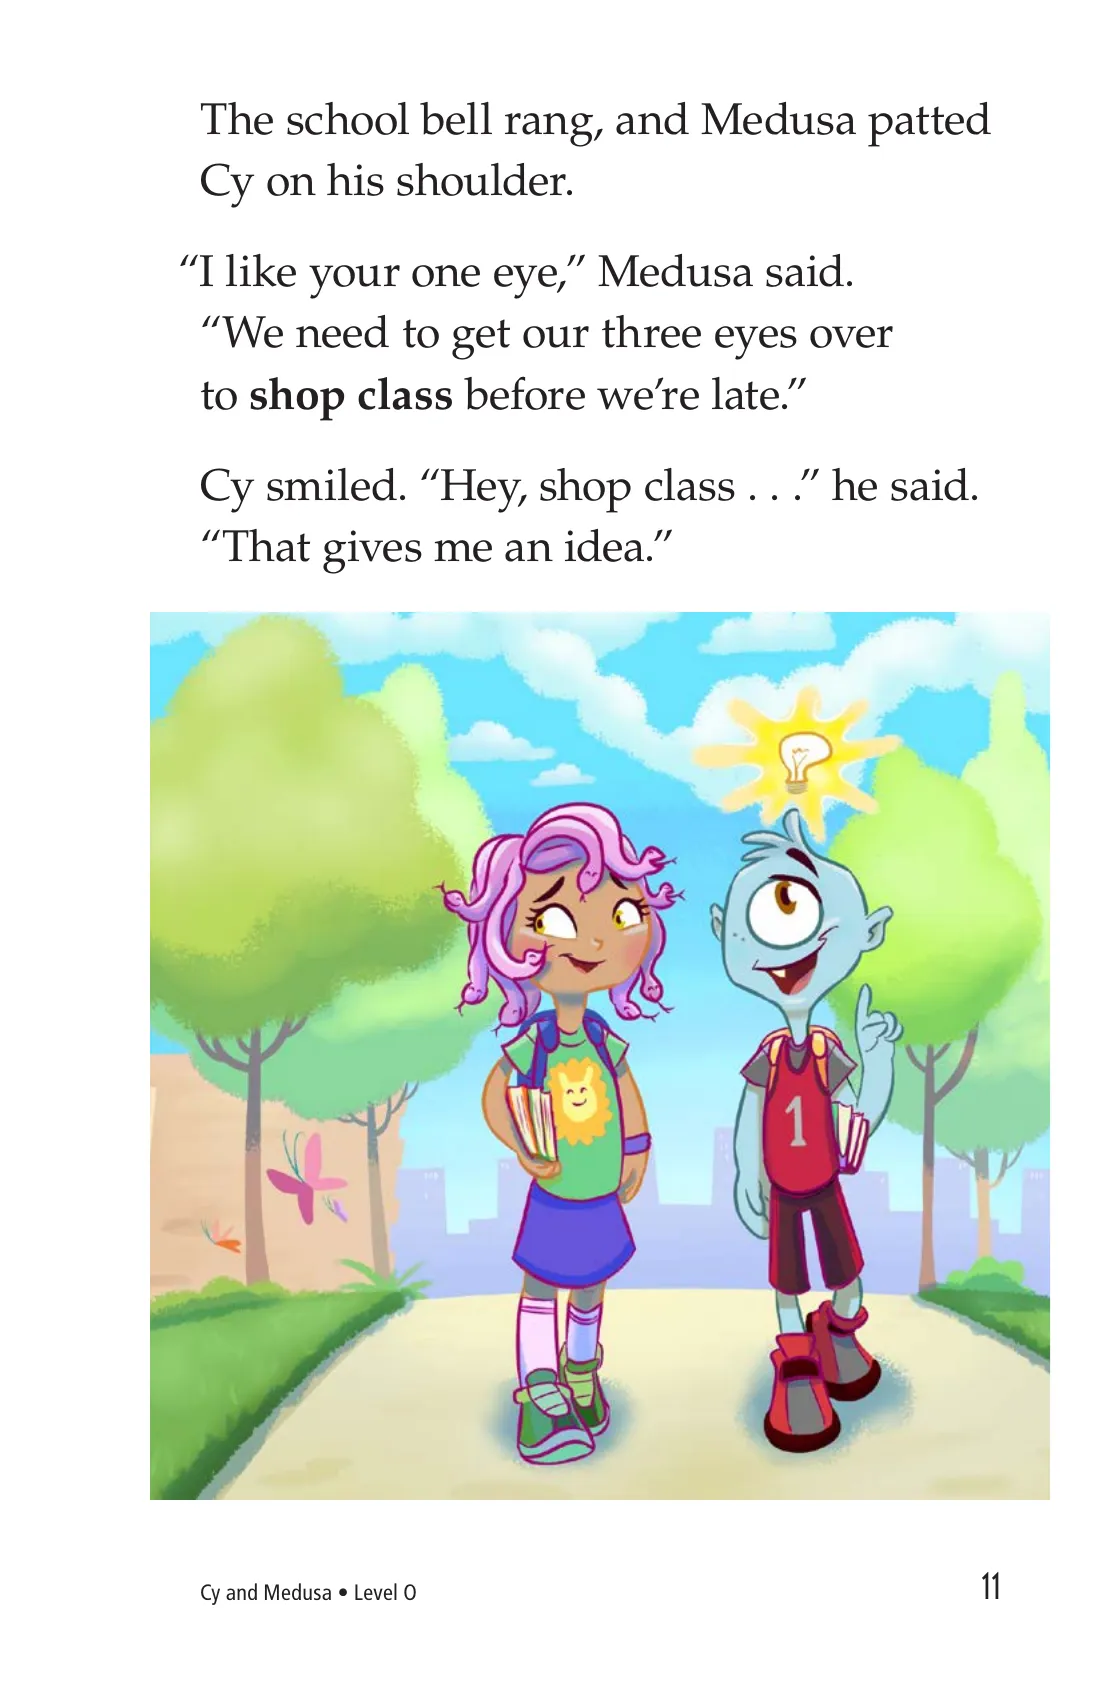 The school bell rang, and Medusa patted
Cy on his shoulder.
“I like your one eye,” Medusa said.
“We need to get our three eyes over
to shop class before we’re late.”
Cy smiled. “Hey, shop class . . .” he said.
“That gives me an idea.”
1
Cy and Medusa • Level O
11